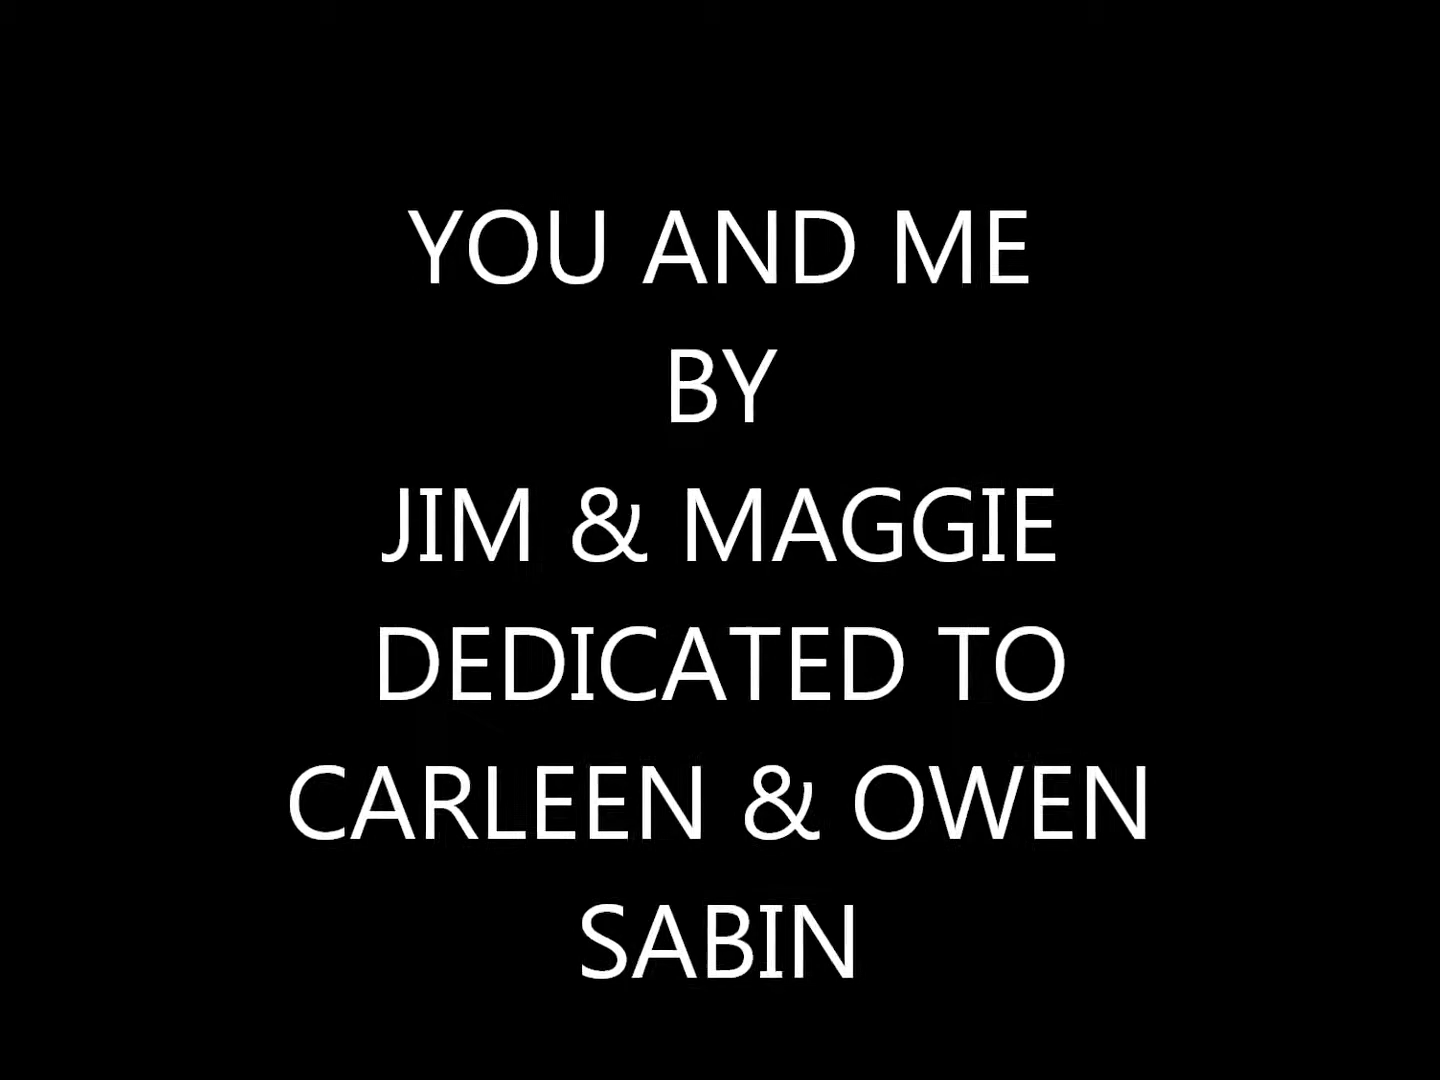 YOU AND ME
BY
JIM & MAGGIE
DEDICATED TO
CARLEEN & OWEN
SABIN